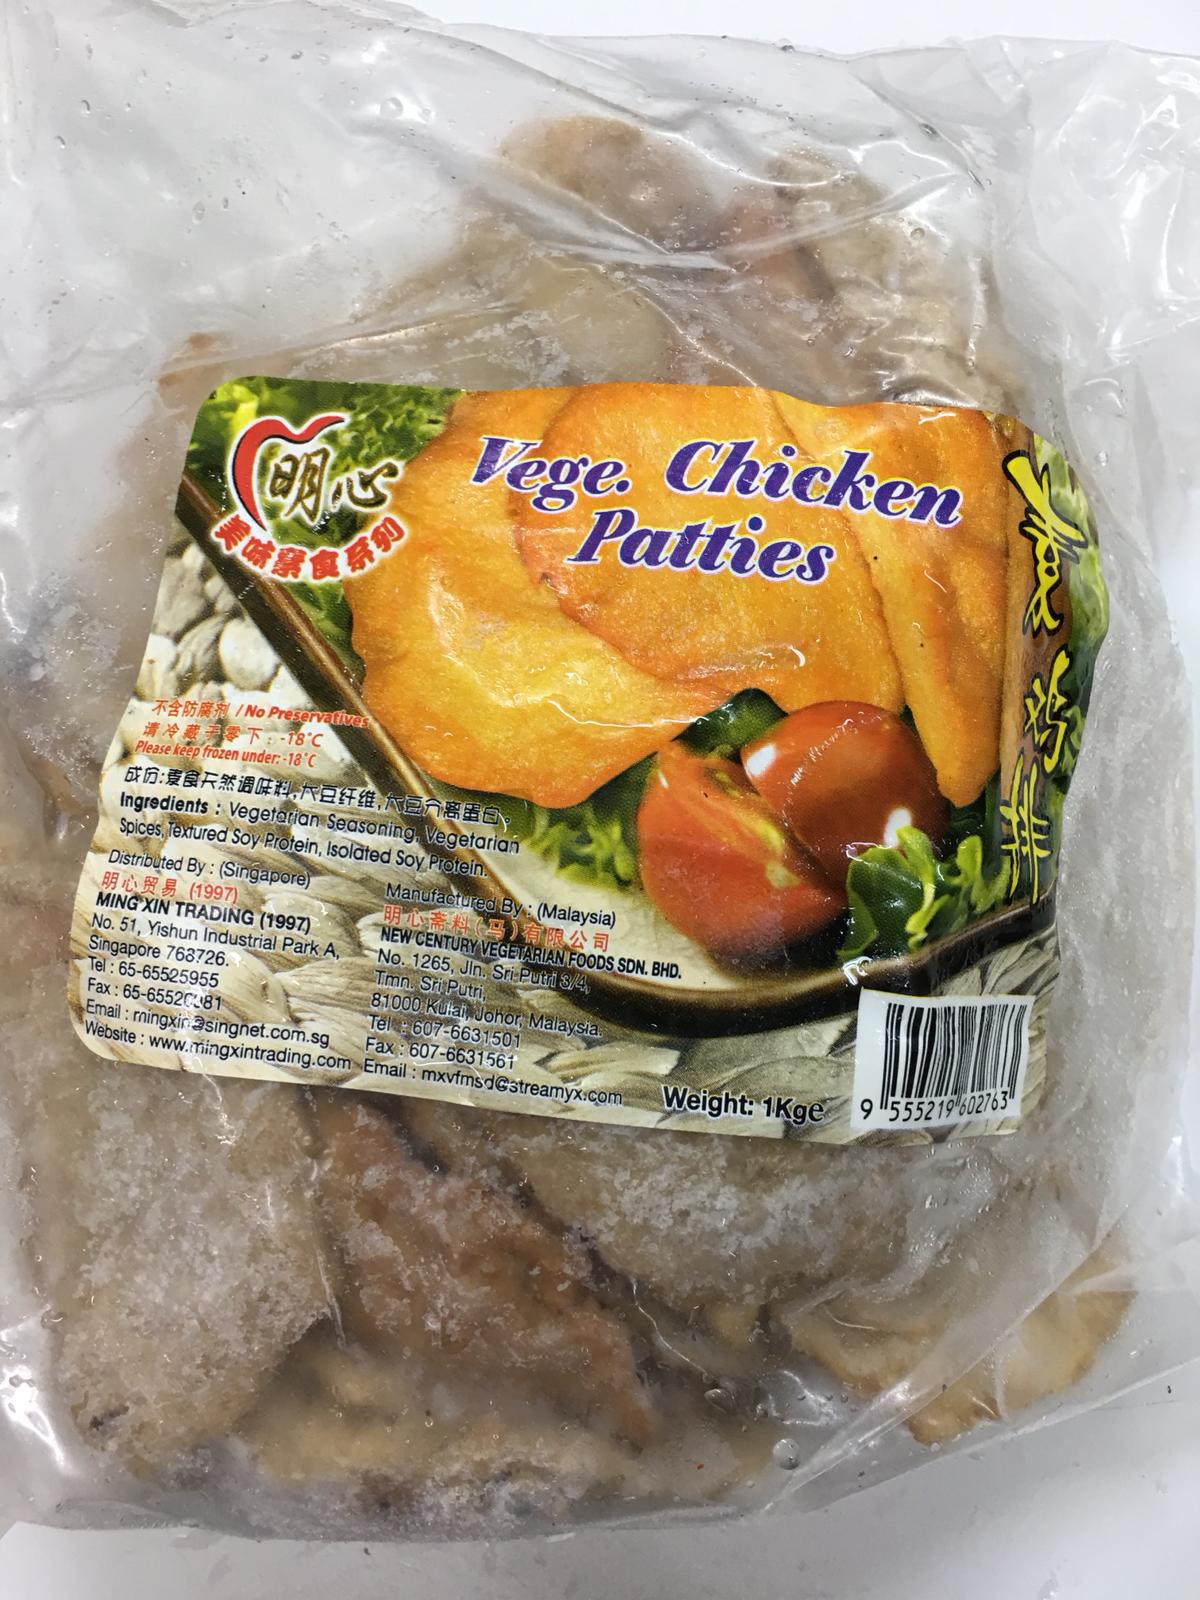 明心
美味素食系列
Vege. Chicken
Patties
素鸡排
不含防腐剂 / No Preservatives
请冷藏于零下 : -18°C
Please keep frozen under: -18°C
成份:素食天然调味料,大豆纤维,大豆分离蛋白。
Ingredients : Vegetarian Seasoning, Vegetarian
Spices, Textured Soy Protein, Isolated Soy Protein.
Distributed By : (Singapore)
明心贸易 (1997)
MING XIN TRADING (1997)
No. 51, Yishun Industrial Park A,
Singapore 768726.
Tel : 65-65525955
Fax : 65-6552
Email : mingxin@singnet.com.sg
Website : www.mingxintrading.com
Manufactured By : (Malaysia)
明心斋料(马)有限公司
NEW CENTURY VEGETARIAN FOODS SDN. BHD.
No. 1265, Jln. Sri Putri 3/4,
Tmn. Sri Putri,
81000 Kulai, Johor, Malaysia.
Tel : 607-6631501
Fax : 607-6631561
Email : mxvfmsd@streamyx.com
Weight: 1Kg℮
9 555219 602763